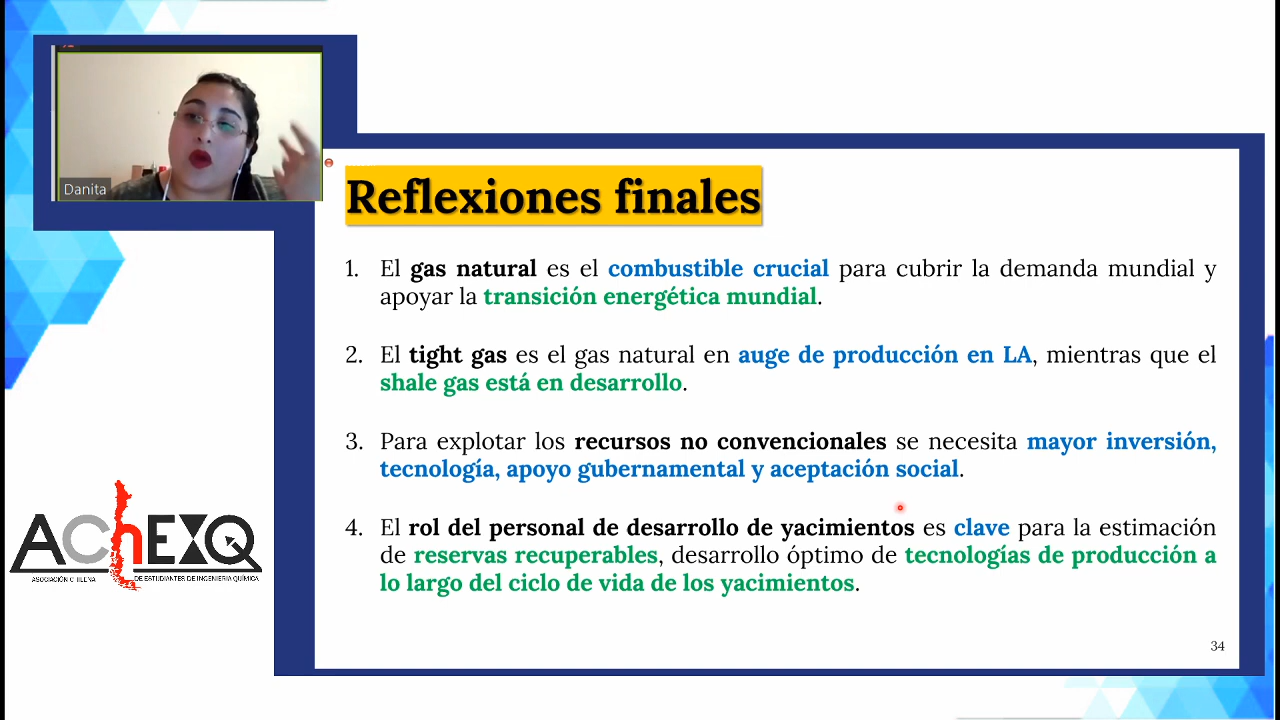 Danita
Reflexiones finales
1. El gas natural es el combustible crucial para cubrir la demanda mundial y
apoyar la transición energética mundial.
2. El tight gas es el gas natural en auge de producción en LA, mientras que el
shale gas está en desarrollo.
3. Para explotar los recursos no convencionales se necesita mayor inversión,
tecnología, apoyo gubernamental y aceptación social.
4. El rol del personal de desarrollo de yacimientos es clave para la estimación
de reservas recuperables, desarrollo óptimo de tecnologías de producción a
lo largo del ciclo de vida de los yacimientos.
34
AChEXQ
ASOCIACIÓN CHILENA DE ESTUDIANTES DE INGENIERIA QUÍMICA